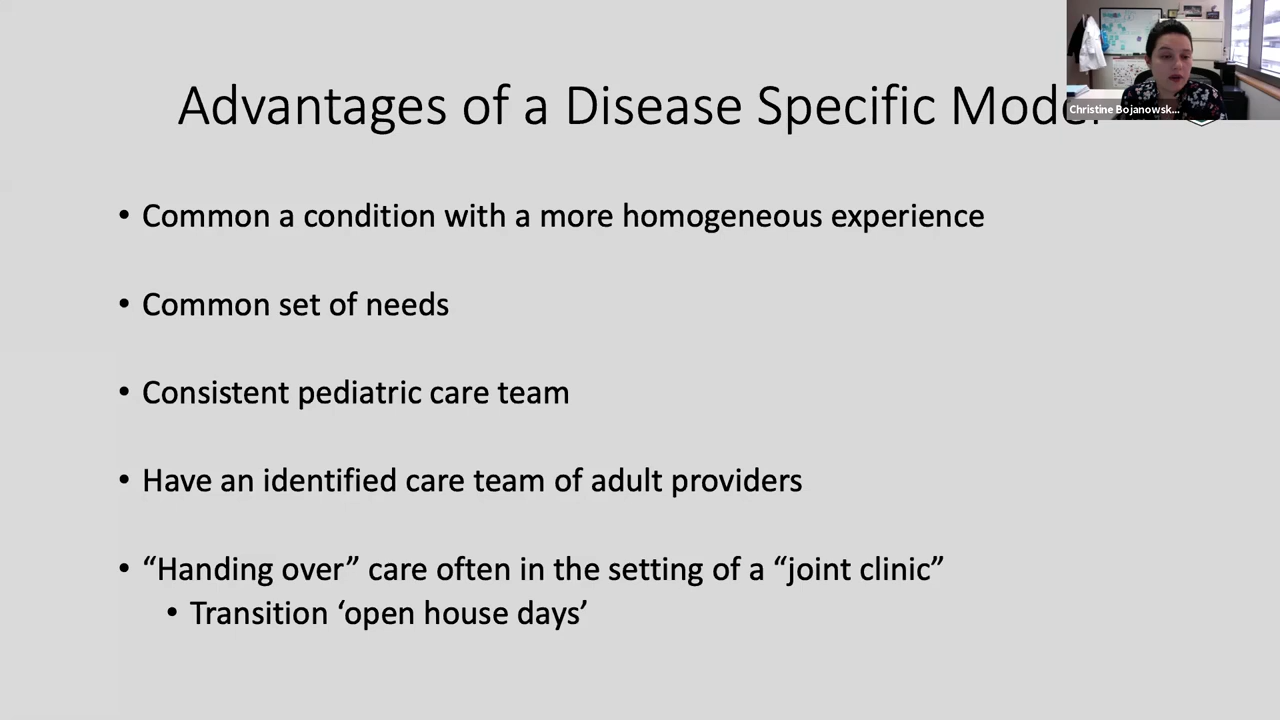 Advantages of a Disease Specific Model
Christine Bojanowsk...
• Common a condition with a more homogeneous experience
• Common set of needs
• Consistent pediatric care team
• Have an identified care team of adult providers
• “Handing over” care often in the setting of a “joint clinic”
• Transition ‘open house days’